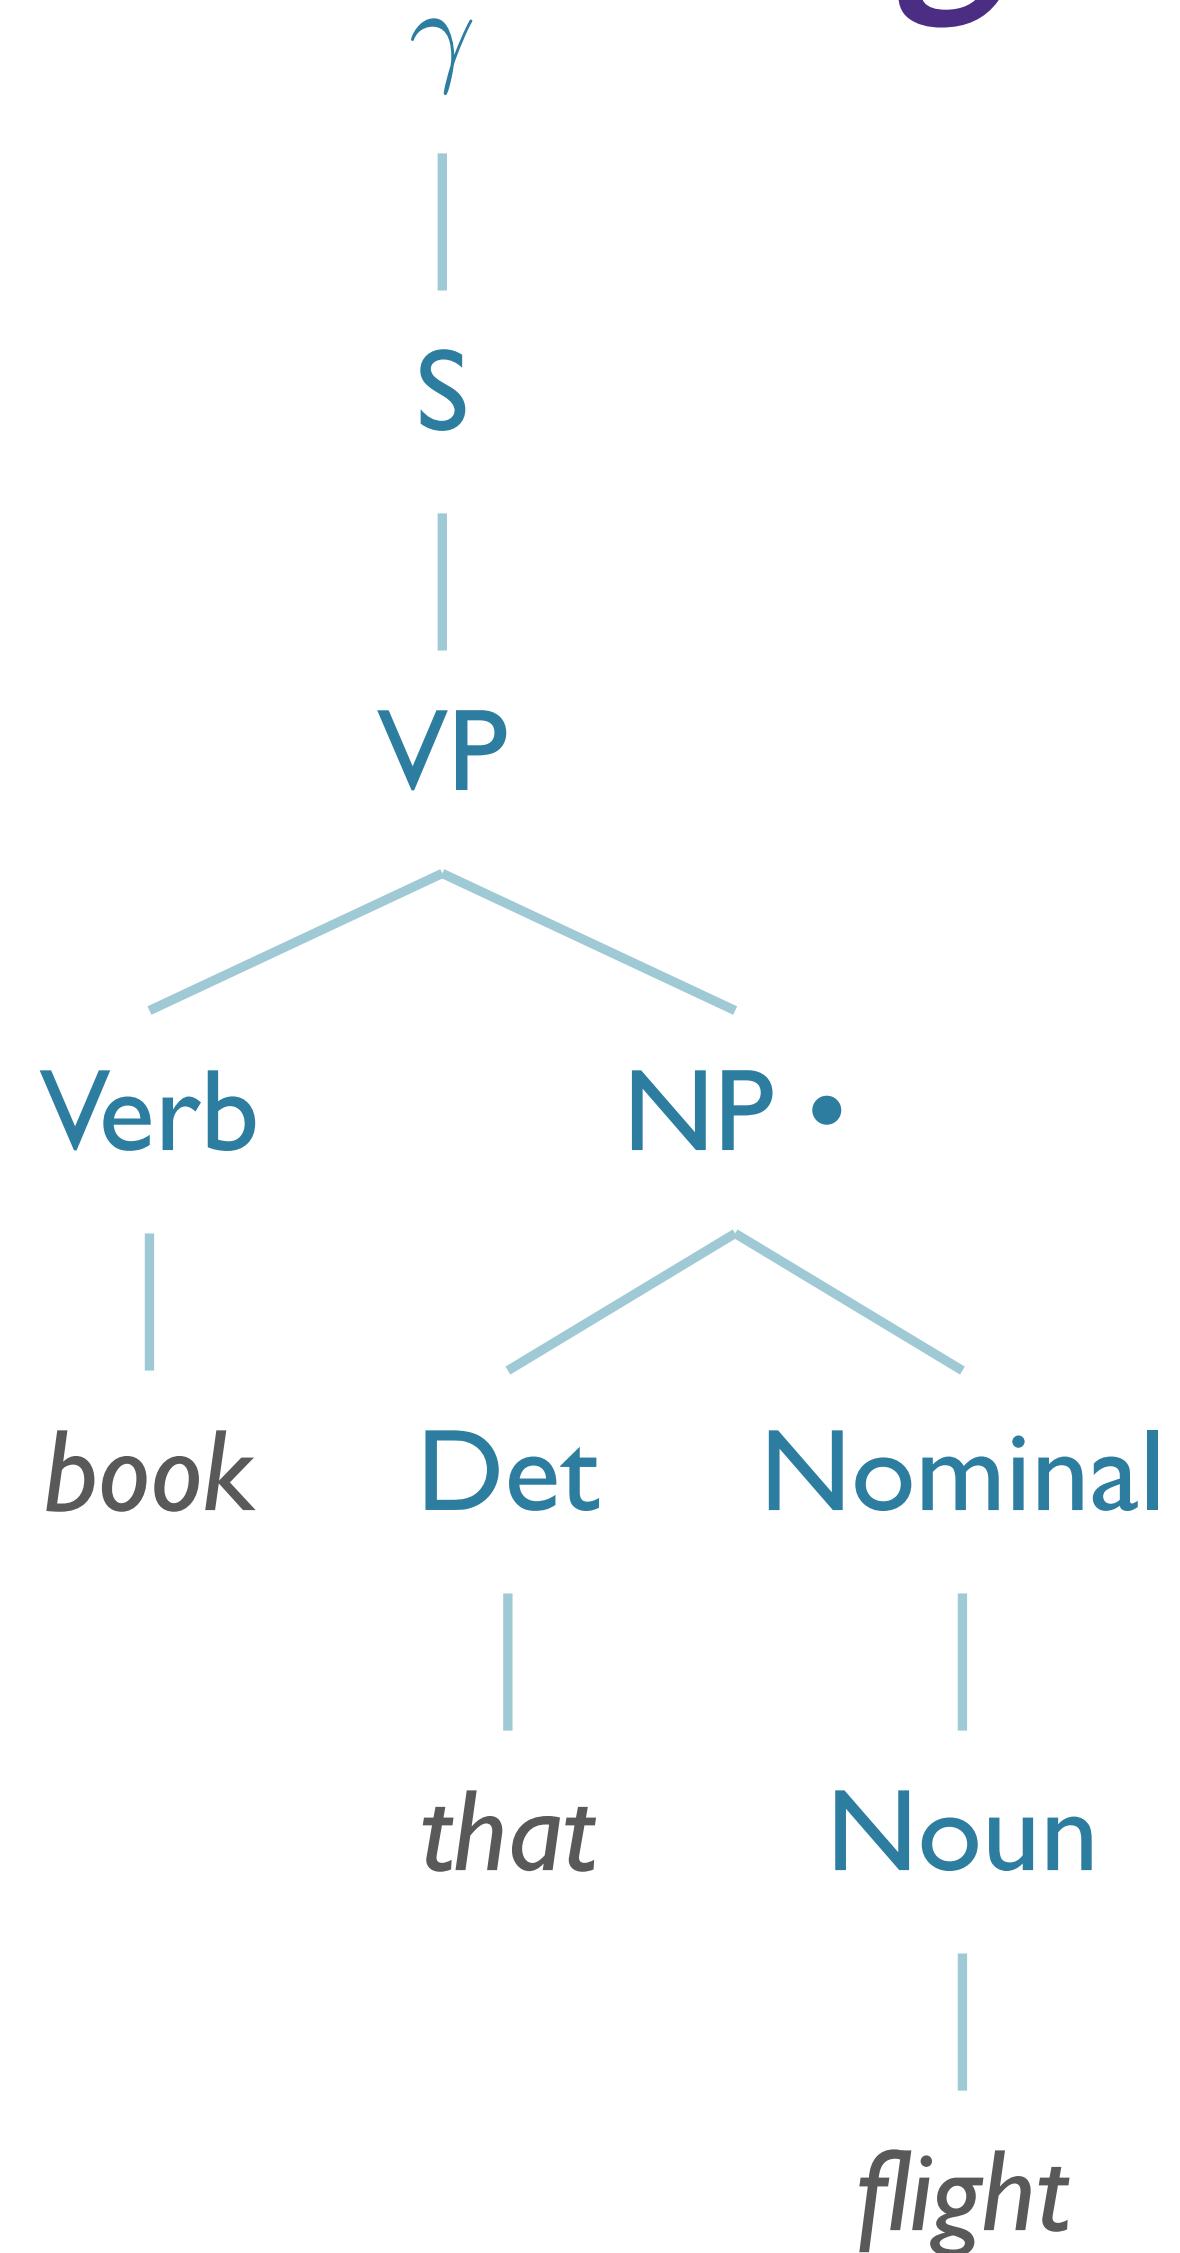 γ
S
VP
Verb NP •
book Det Nominal
that Noun
flight